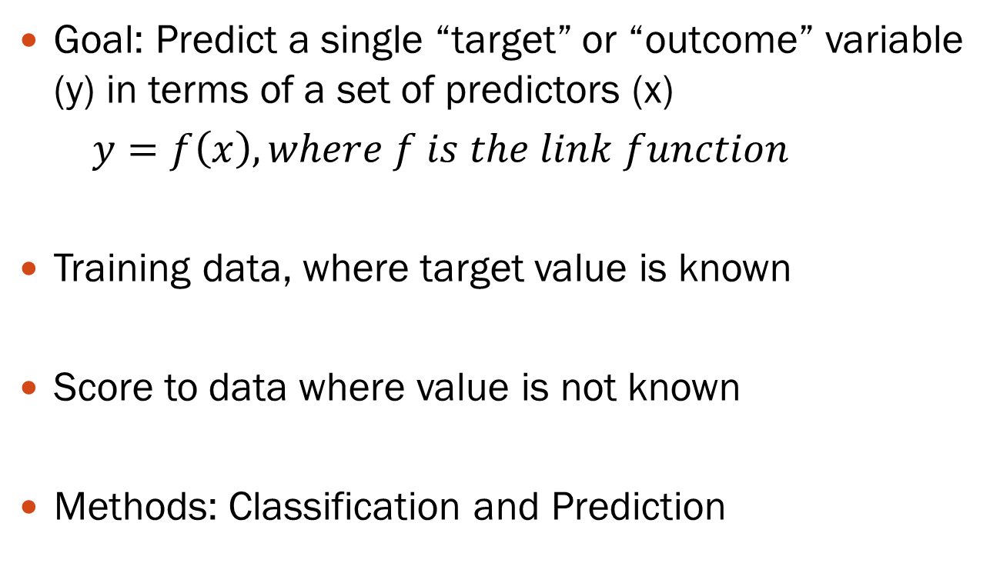 • Goal: Predict a single “target” or “outcome” variable
(y) in terms of a set of predictors (x)
y = f(x), where f is the link function
• Training data, where target value is known
• Score to data where value is not known
• Methods: Classification and Prediction